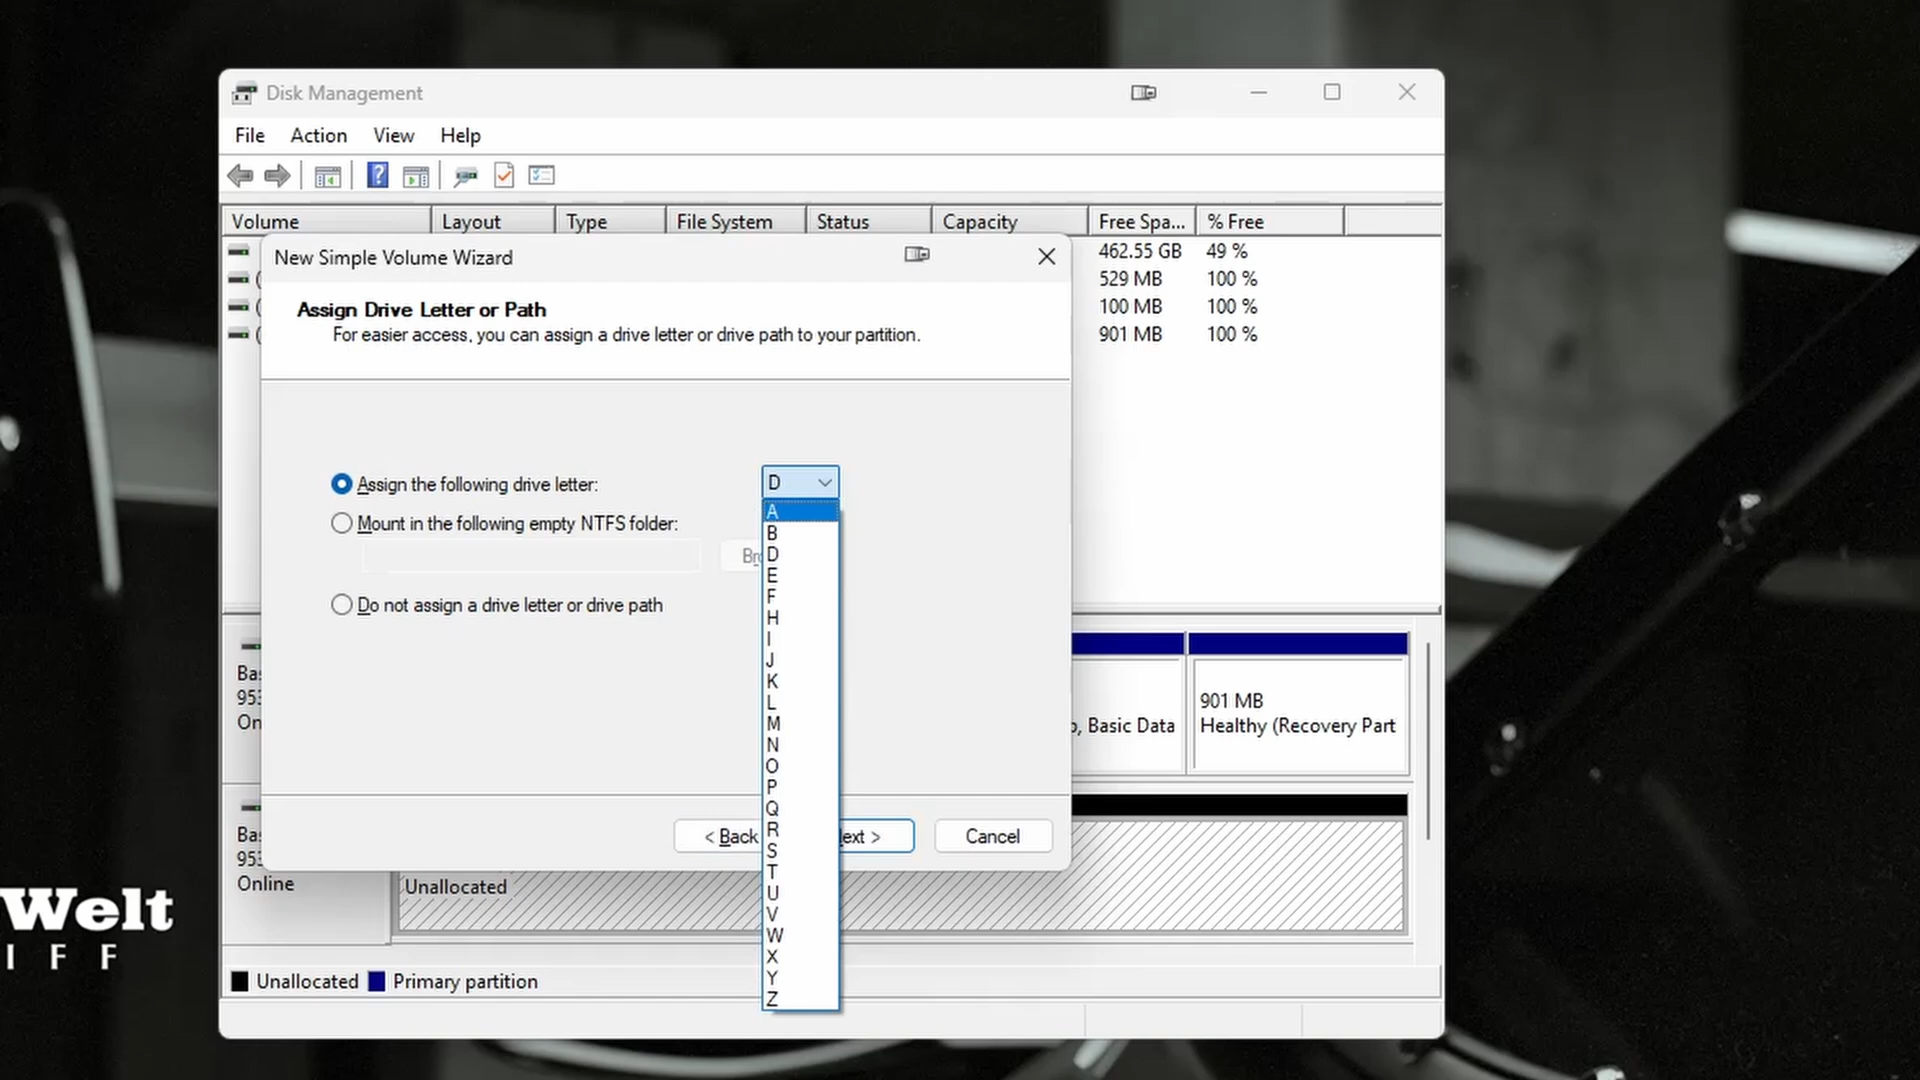 Disk Management
File Action View Help
Volume Layout Type File System Status Capacity Free Spa... % Free
462.55 GB 49 %
529 MB 100 %
100 MB 100 %
901 MB 100 %
New Simple Volume Wizard
Assign Drive Letter or Path
For easier access, you can assign a drive letter or drive path to your partition.
Assign the following drive letter: D
Mount in the following empty NTFS folder:
Do not assign a drive letter or drive path
A
B
D
E
F
H
I
J
K
L
M
N
O
P
Q
R
S
T
U
V
W
X
Y
Z
< Back ext > Cancel
901 MB
Healthy (Recovery Part
, Basic Data
Online
Unallocated
Unallocated Primary partition
Welt
IFF